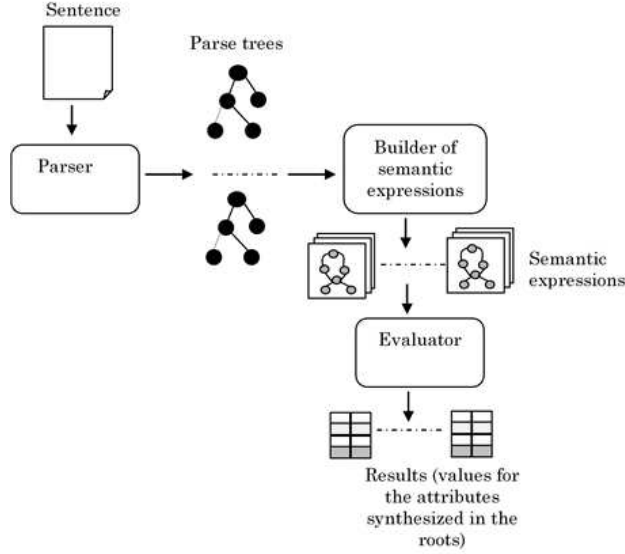 Sentence
Parse trees
Parser
Builder of
semantic
expressions
Semantic
expressions
Evaluator
Results (values for
the attributes
synthesized in the
roots)